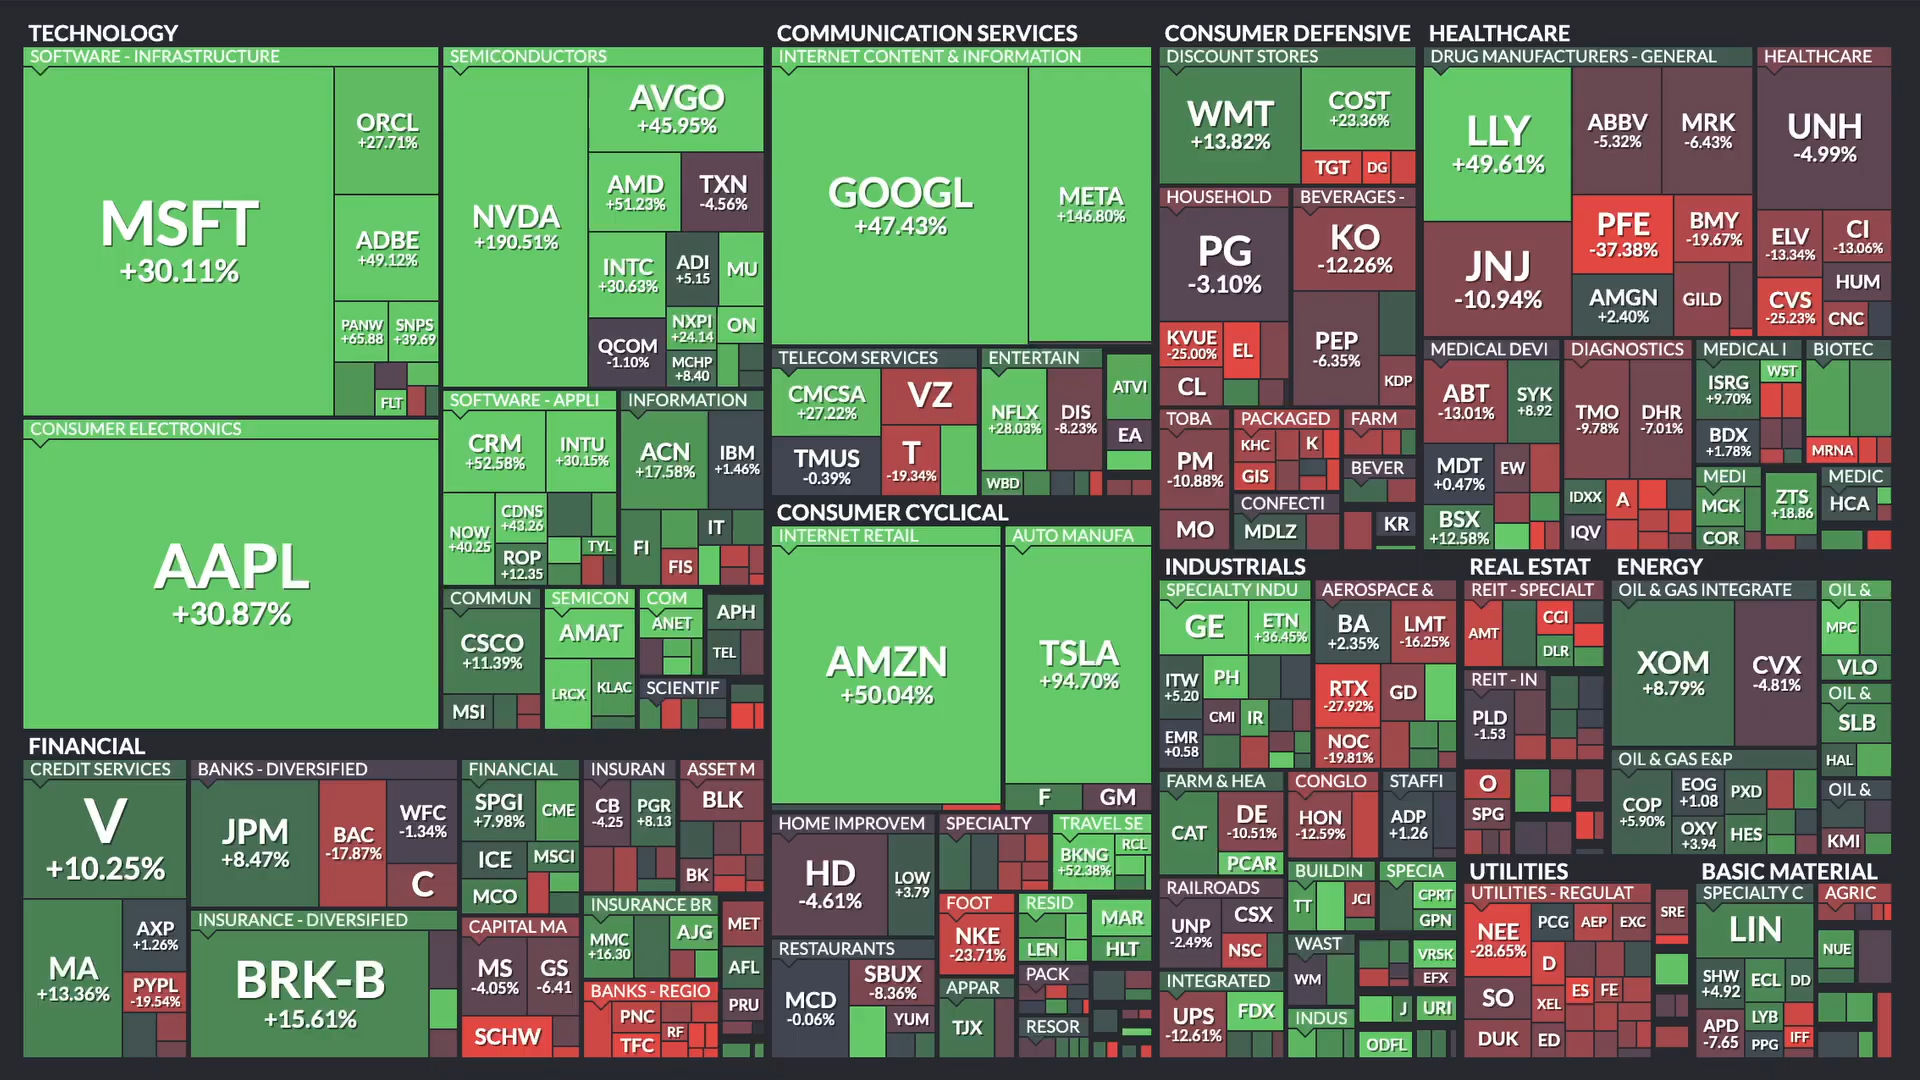 TECHNOLOGY
SOFTWARE - INFRASTRUCTURE
MSFT
+30.11%
ORCL
+27.71%
ADBE
+49.12%
PANW
+65.88
SNPS
+39.69
FLT
CONSUMER ELECTRONICS
AAPL
+30.87%
SEMICONDUCTORS
NVDA
+190.51%
AVGO
+45.95%
AMD
+51.23%
TXN
-4.56%
INTC
+30.63%
ADI
+5.15
MU
QCOM
-1.10%
NXPI
+24.14
ON
MCHP
+8.40
SOFTWARE - APPLI
CRM
+52.58%
INTU
+30.15%
NOW
+40.25
CDNS
+43.26
ROP
+12.35
TYL
INFORMATION
ACN
+17.58%
IBM
+1.46%
FI
IT
FIS
COMMUN
CSCO
+11.39%
MSI
SEMICON
AMAT
LRCX
KLAC
COM
ANET
APH
TEL
SCIENTIF
COMMUNICATION SERVICES
INTERNET CONTENT & INFORMATION
GOOGL
+47.43%
META
+146.80%
TELECOM SERVICES
CMCSA
+27.22%
VZ
TMUS
-0.39%
T
-19.34%
ENTERTAIN
NFLX
+28.03%
DIS
-8.23%
WBD
ATVI
EA
CONSUMER CYCLICAL
INTERNET RETAIL
AMZN
+50.04%
AUTO MANUFA
TSLA
+94.70%
F
GM
HOME IMPROVEM
HD
-4.61%
LOW
+3.79
SPECIALTY
TRAVEL SE
BKNG
+52.38%
RCL
FOOT
NKE
-23.71%
RESID
LEN
MAR
HLT
RESTAURANTS
MCD
-0.06%
SBUX
-8.36%
YUM
APPAR
TJX
PACK
RESOR
CONSUMER DEFENSIVE
DISCOUNT STORES
WMT
+13.82%
COST
+23.36%
TGT
DG
HOUSEHOLD
PG
-3.10%
KVUE
-25.00%
EL
CL
BEVERAGES -
KO
-12.26%
PEP
-6.35%
KDP
TOBA
PM
-10.88%
MO
PACKAGED
KHC
K
GIS
FARM
BEVER
CONFECTI
MDLZ
KR
HEALTHCARE
DRUG MANUFACTURERS - GENERAL
LLY
+49.61%
ABBV
-5.32%
MRK
-6.43%
JNJ
-10.94%
PFE
-37.38%
BMY
-19.67%
AMGN
+2.40%
GILD
HEALTHCARE
UNH
-4.99%
ELV
-13.34%
CI
-13.06%
HUM
CVS
-25.23%
CNC
MEDICAL DEVI
ABT
-13.01%
SYK
+8.92
MDT
+0.47%
EW
BSX
+12.58%
DIAGNOSTICS
TMO
-9.78%
DHR
-7.01%
IDXX
A
IQV
MEDICAL I
ISRG
+9.70%
WST
BDX
+1.78%
BIOTEC
MRNA
MEDI
MCK
COR
ZTS
+18.86
MEDIC
HCA
FINANCIAL
CREDIT SERVICES
V
+10.25%
MA
+13.36%
AXP
+1.26%
PYPL
-19.54%
BANKS - DIVERSIFIED
JPM
+8.47%
BAC
-17.87%
WFC
-1.34%
C
INSURANCE - DIVERSIFIED
BRK-B
+15.61%
FINANCIAL
SPGI
+7.98%
CME
ICE
MSCI
MCO
CAPITAL MA
MS
-4.05%
GS
-6.41
SCHW
INSURAN
CB
-4.25
PGR
+8.13
ASSET M
BLK
BK
INSURANCE BR
MMC
+16.30
AJG
MET
AFL
PRU
BANKS - REGIO
PNC
RF
TFC
INDUSTRIALS
SPECIALTY INDU
GE
ETN
+36.45%
ITW
+5.20
PH
CMI
IR
EMR
+0.58
AEROSPACE &
BA
+2.35%
LMT
-16.25%
RTX
-27.92%
GD
NOC
-19.81%
FARM & HEA
CAT
DE
-10.51%
PCAR
CONGLO
HON
-12.59%
STAFFI
ADP
+1.26
RAILROADS
UNP
-2.49%
CSX
NSC
BUILDIN
TT
JCI
SPECIA
CPRT
GPN
WAST
WM
VRSK
EFX
INTEGRATED
UPS
-12.61%
FDX
INDUS
J
URI
ODFL
REAL ESTAT
REIT - SPECIALT
AMT
CCI
DLR
REIT - IN
PLD
-1.53
O
SPG
ENERGY
OIL & GAS INTEGRATE
XOM
+8.79%
CVX
-4.81%
OIL &
MPC
VLO
OIL &
SLB
HAL
OIL & GAS E&P
COP
+5.90%
EOG
+1.08
PXD
OXY
+3.94
HES
OIL &
KMI
UTILITIES
UTILITIES - REGULAT
NEE
-28.65%
PCG
AEP
EXC
SRE
D
SO
XEL
ES
FE
DUK
ED
BASIC MATERIAL
SPECIALTY C
LIN
SHW
+4.92
ECL
DD
APD
-7.65
LYB
PPG
IFF
AGRIC
NUE